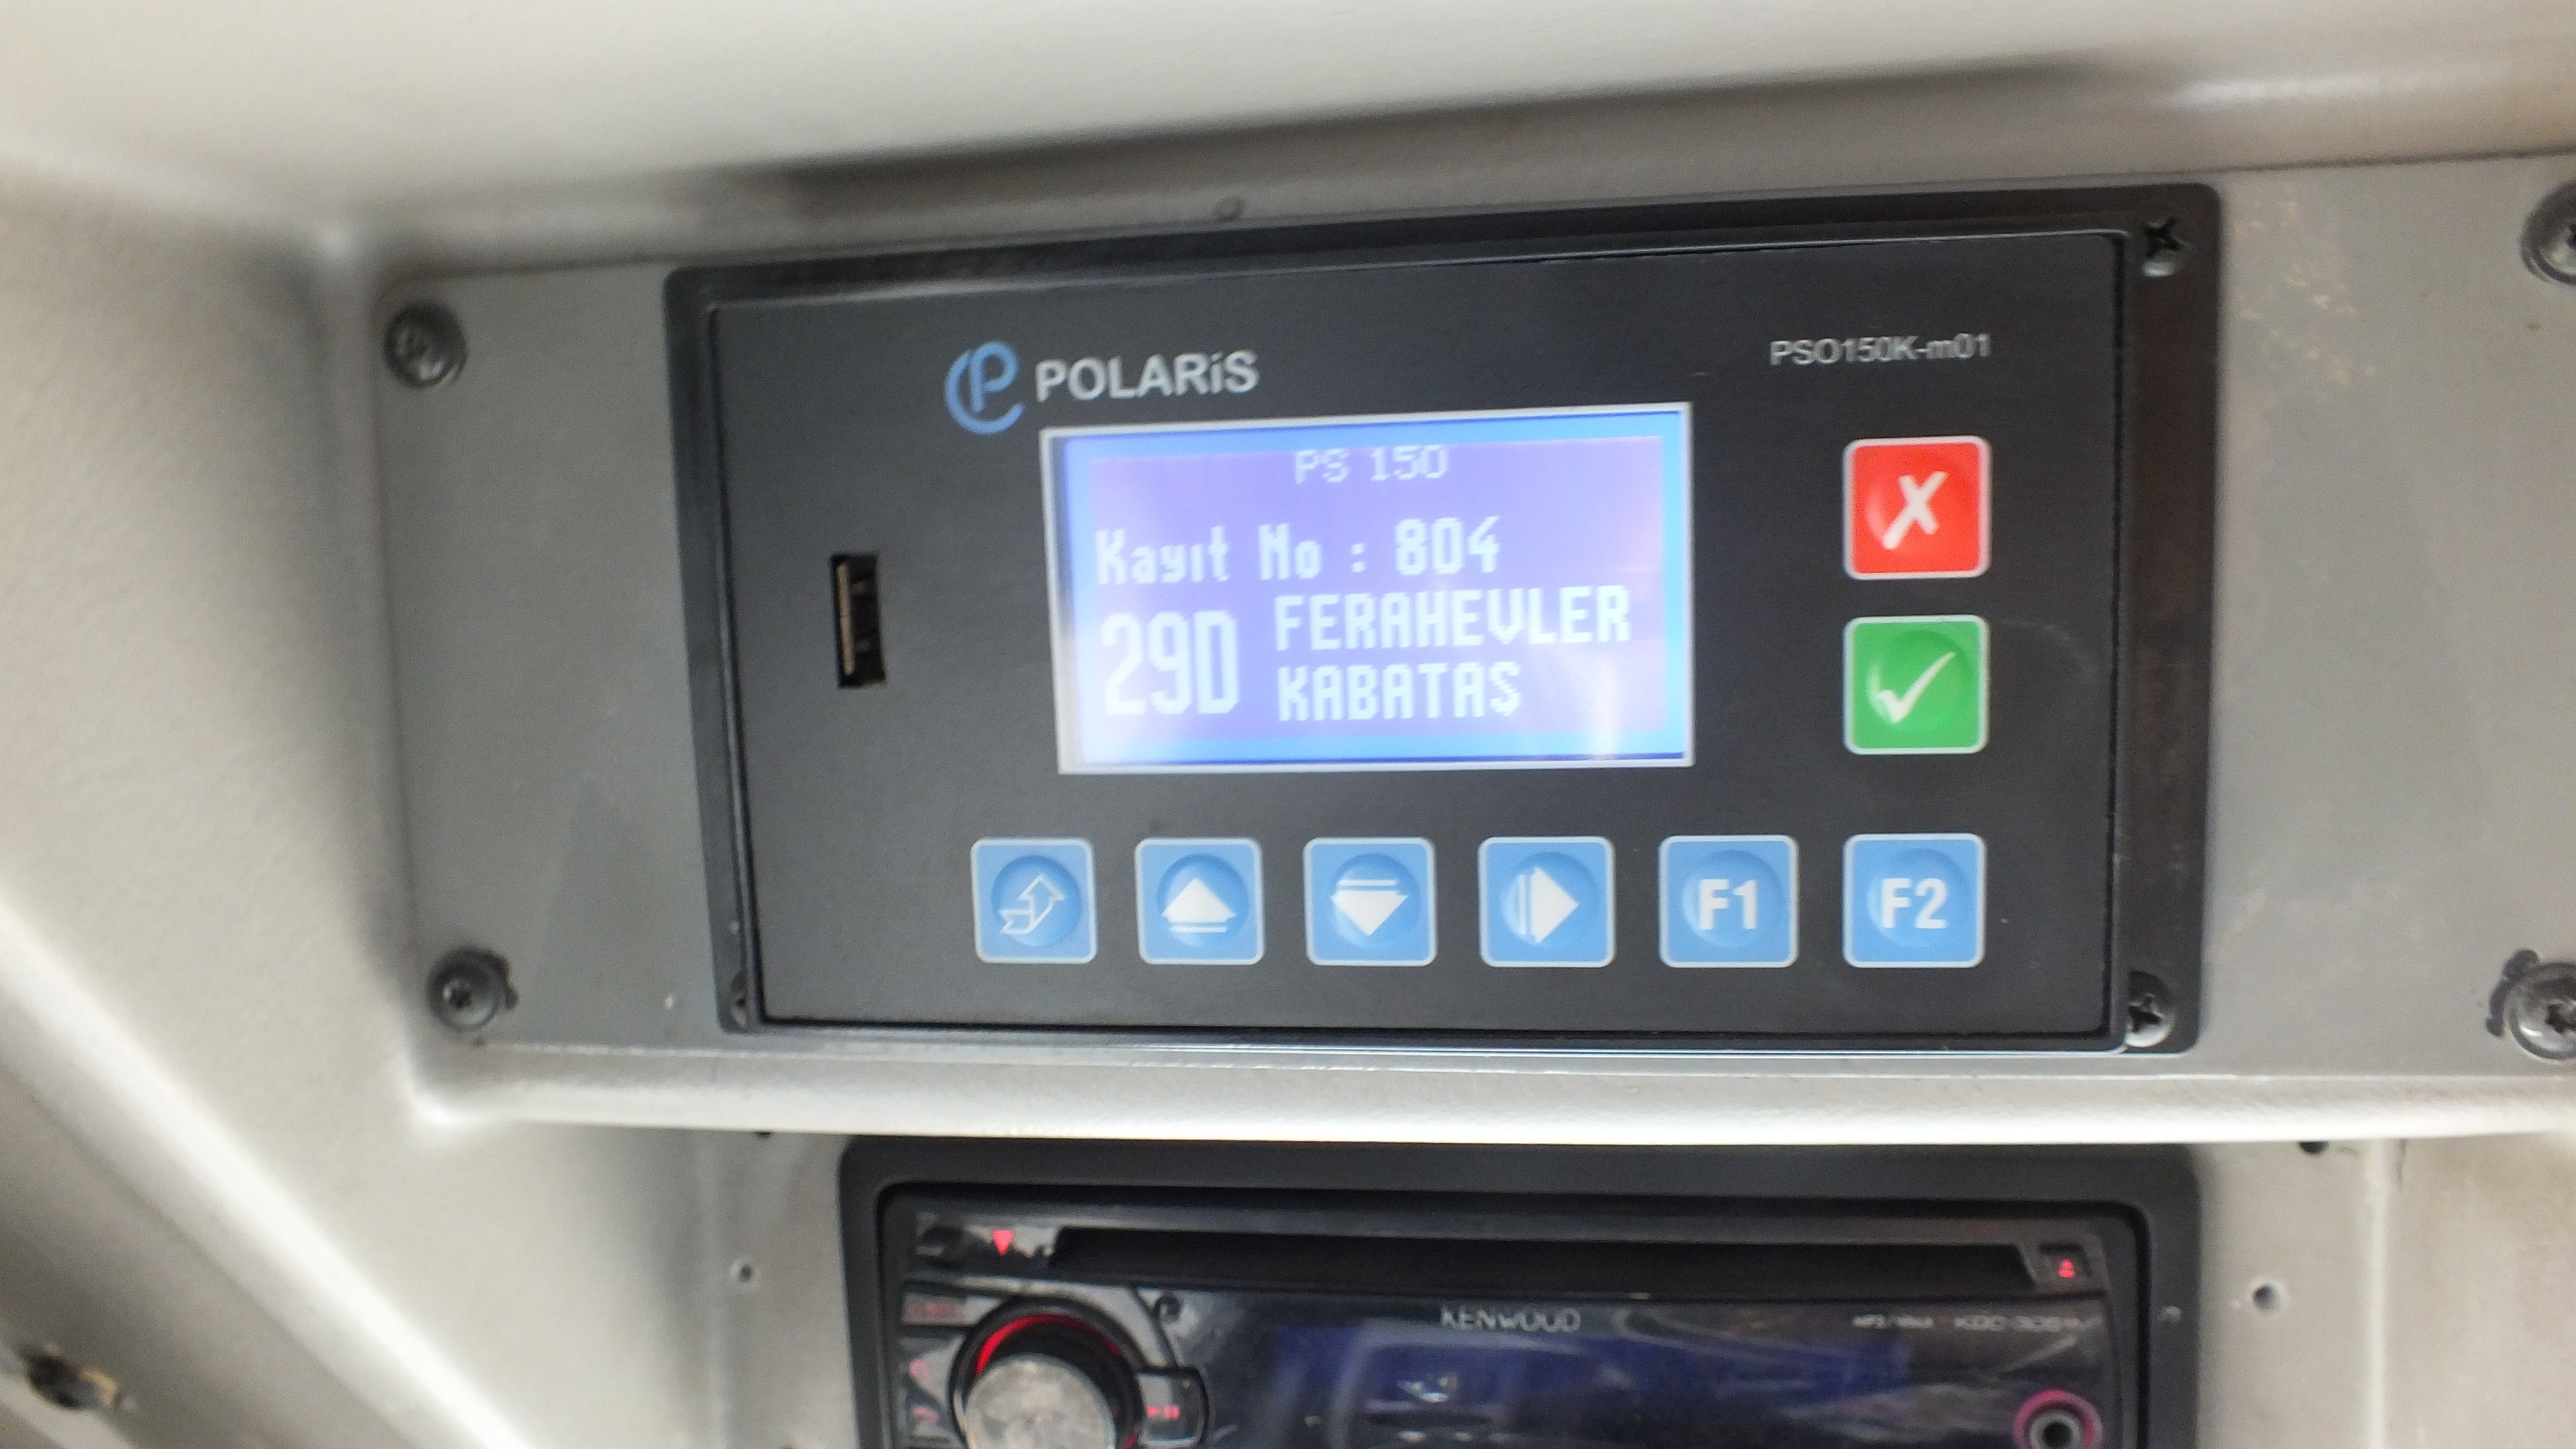 POLARiS
PSO150K-m01
PS 150
Kayıt No : 804
29D FERAHEVLER
KABATAŞ
F1 F2
KENWOOD